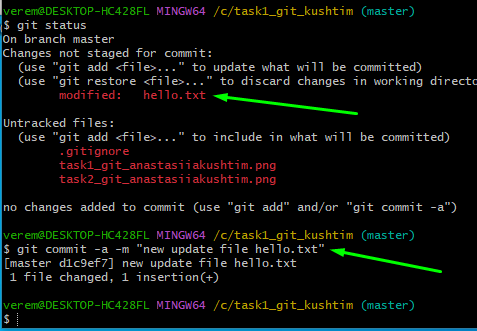 verem@DESKTOP-HC428FL MINGW64 /c/task1_git_kushtim (master)
$ git status
On branch master
Changes not staged for commit:
  (use "git add <file>..." to update what will be committed)
  (use "git restore <file>..." to discard changes in working directo
        modified:   hello.txt

Untracked files:
  (use "git add <file>..." to include in what will be committed)
        .gitignore
        task1_git_anastasiiakushtim.png
        task2_git_anastasiiakushtim.png

no changes added to commit (use "git add" and/or "git commit -a")

verem@DESKTOP-HC428FL MINGW64 /c/task1_git_kushtim (master)
$ git commit -a -m "new update file hello.txt"
[master d1c9ef7] new update file hello.txt
 1 file changed, 1 insertion(+)

verem@DESKTOP-HC428FL MINGW64 /c/task1_git_kushtim (master)
$